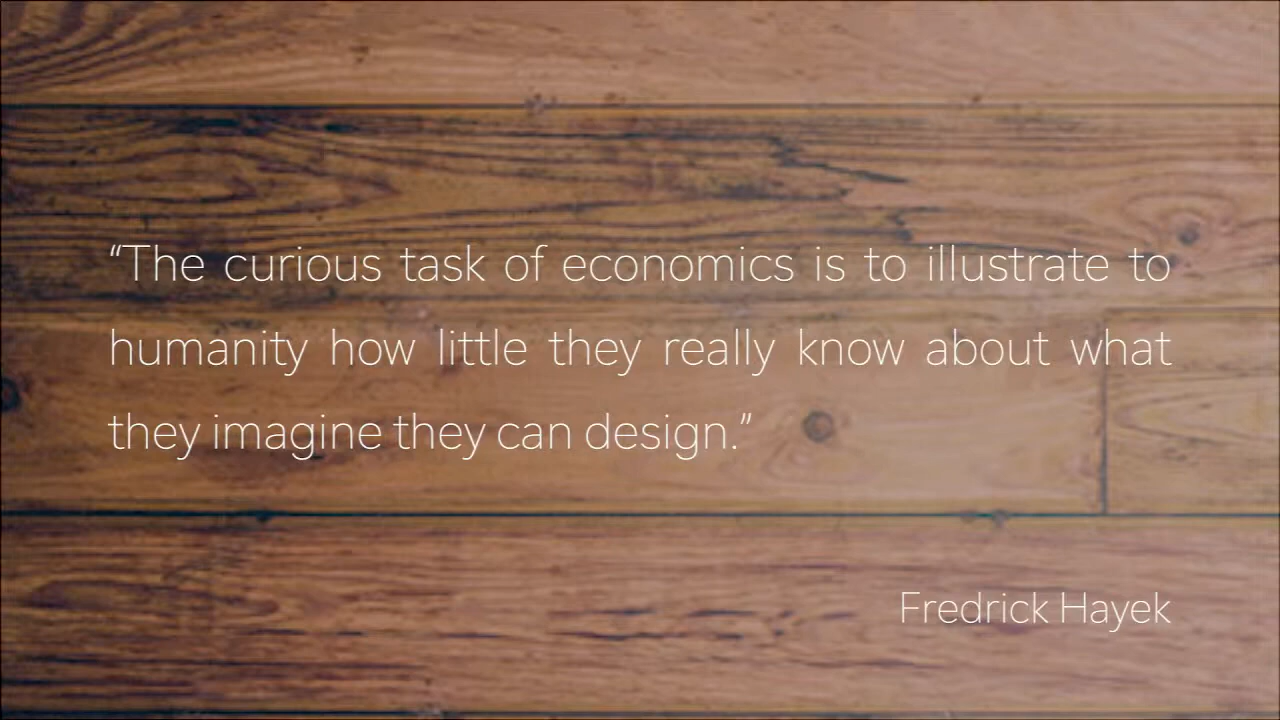 “The curious task of economics is to illustrate to
humanity how little they really know about what
they imagine they can design.”
Fredrick Hayek